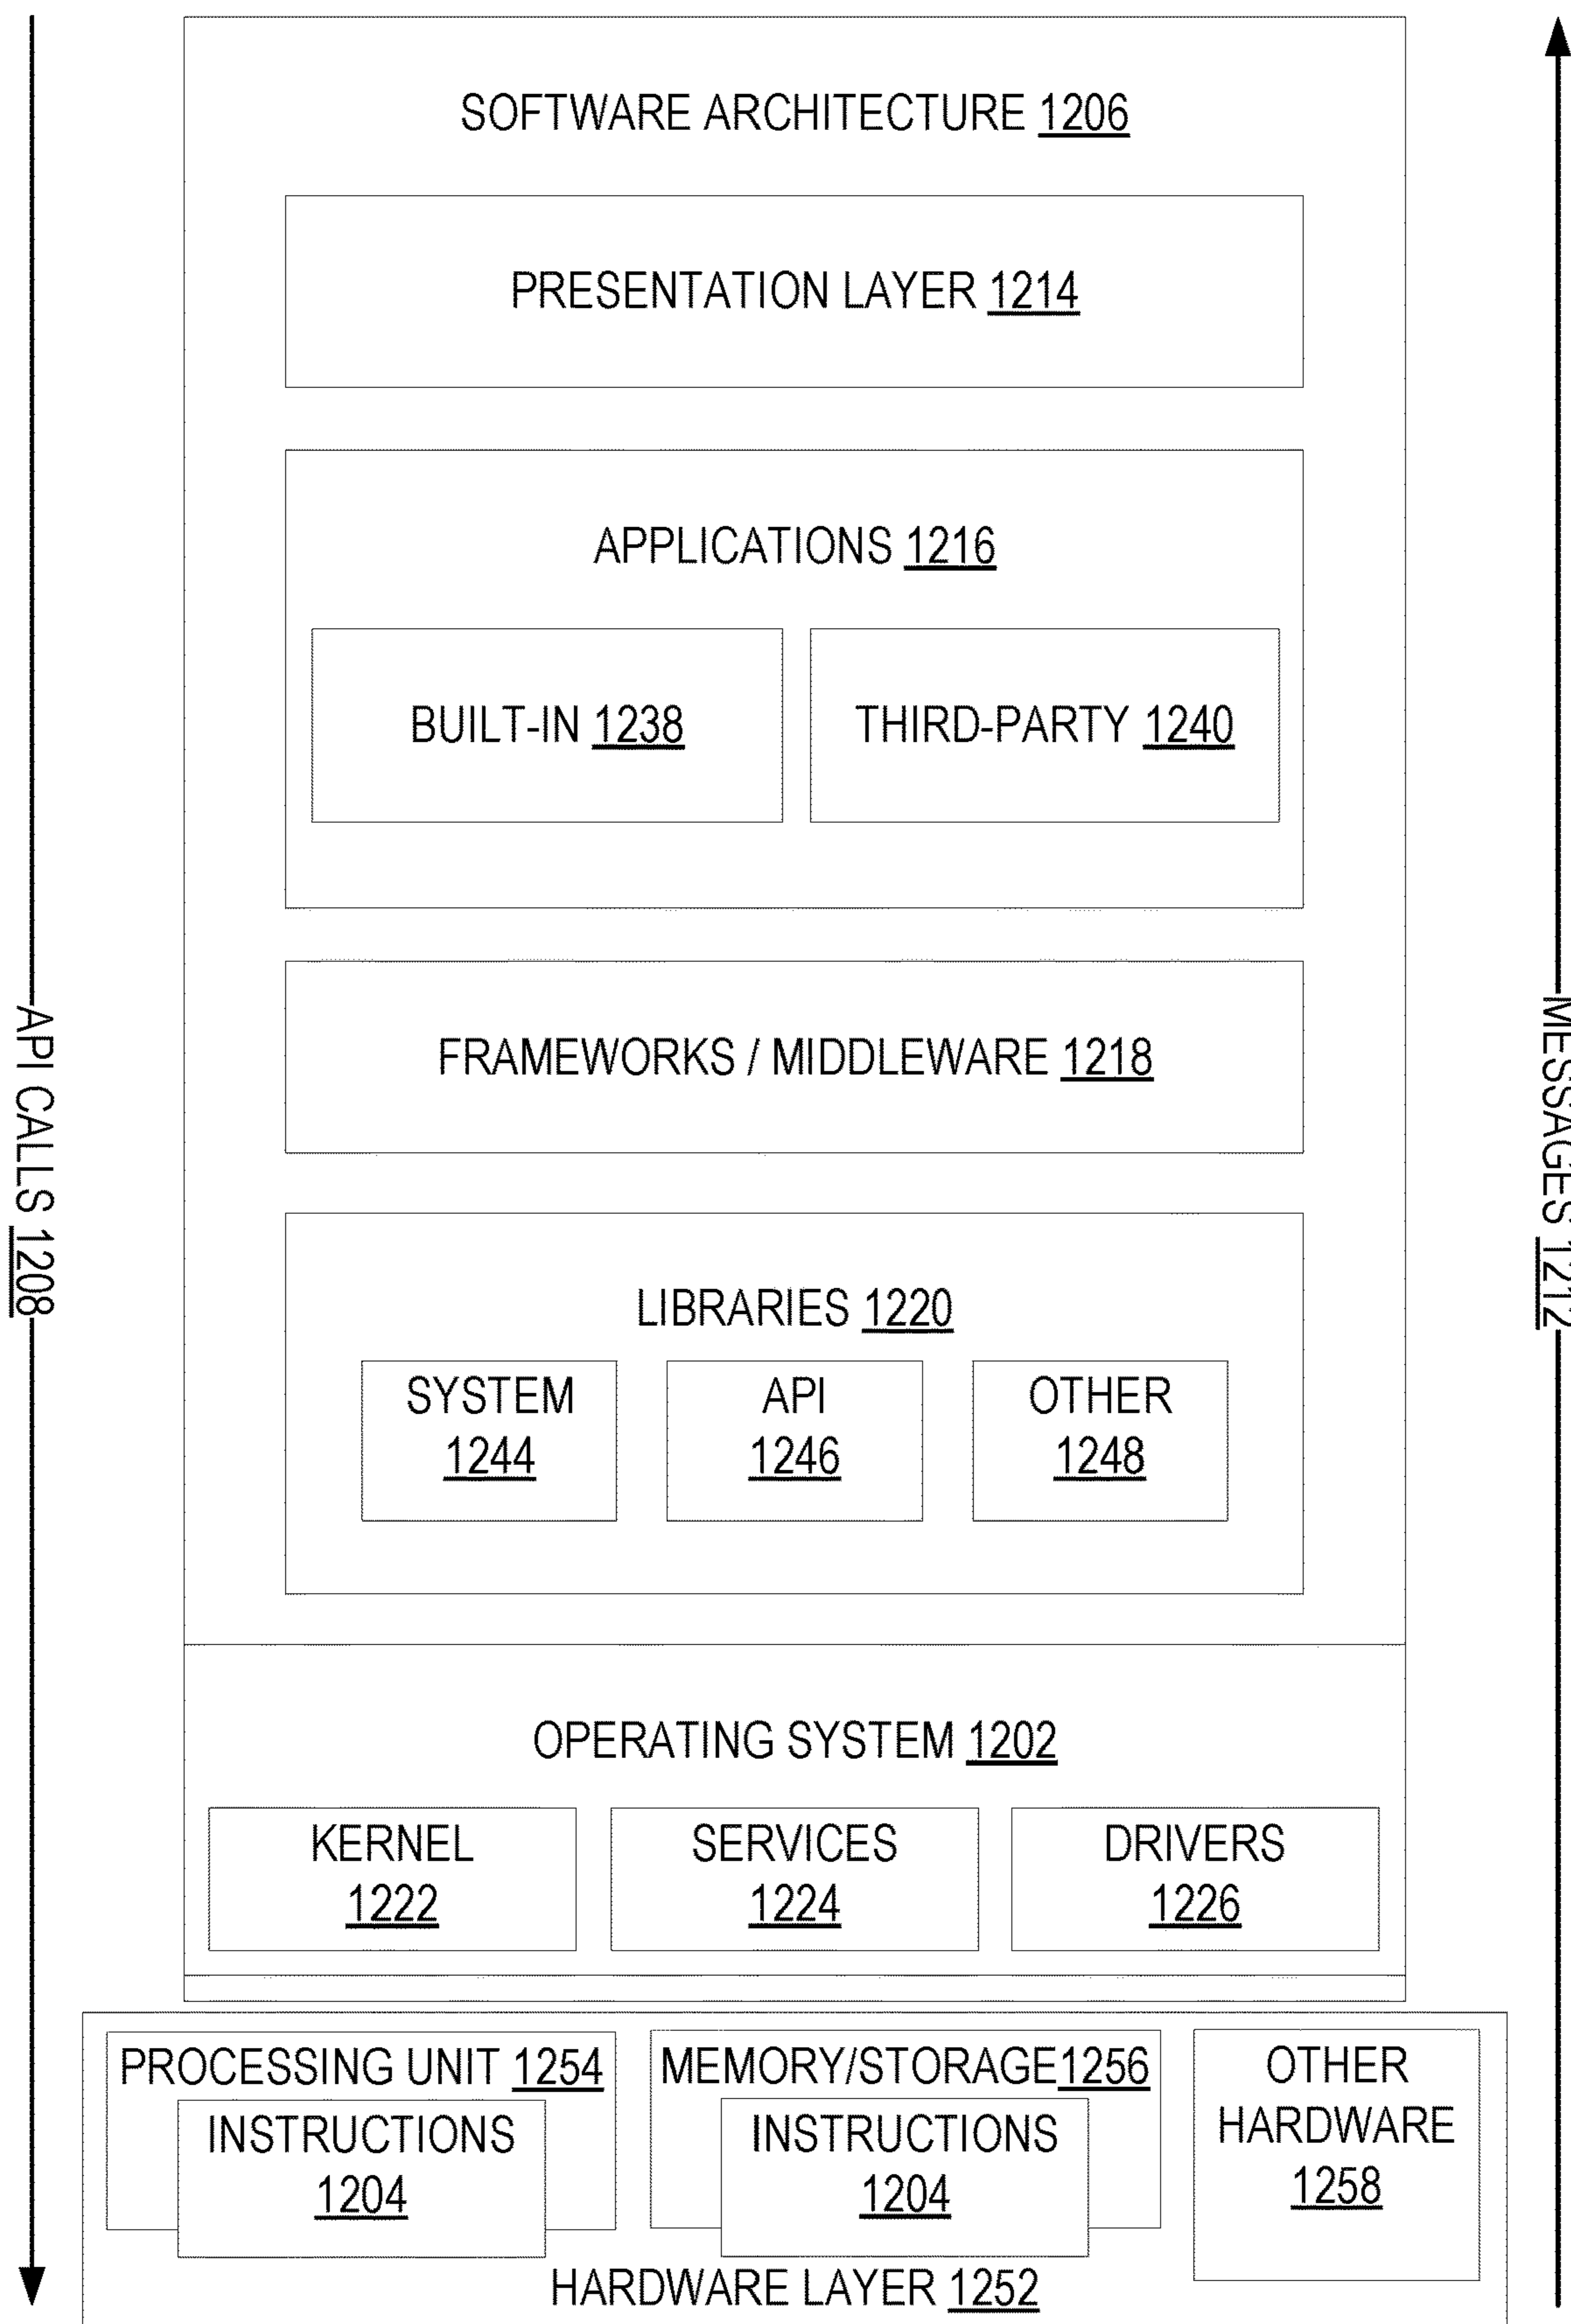 SOFTWARE ARCHITECTURE 1206
PRESENTATION LAYER 1214
APPLICATIONS 1216
BUILT-IN 1238
THIRD-PARTY 1240
FRAMEWORKS / MIDDLEWARE 1218
API CALLS 1208
MESSAGES 1212
LIBRARIES 1220
SYSTEM
1244
API
1246
OTHER
1248
OPERATING SYSTEM 1202
KERNEL
1222
SERVICES
1224
DRIVERS
1226
PROCESSING UNIT 1254
INSTRUCTIONS
1204
MEMORY/STORAGE1256
INSTRUCTIONS
1204
OTHER
HARDWARE
1258
HARDWARE LAYER 1252